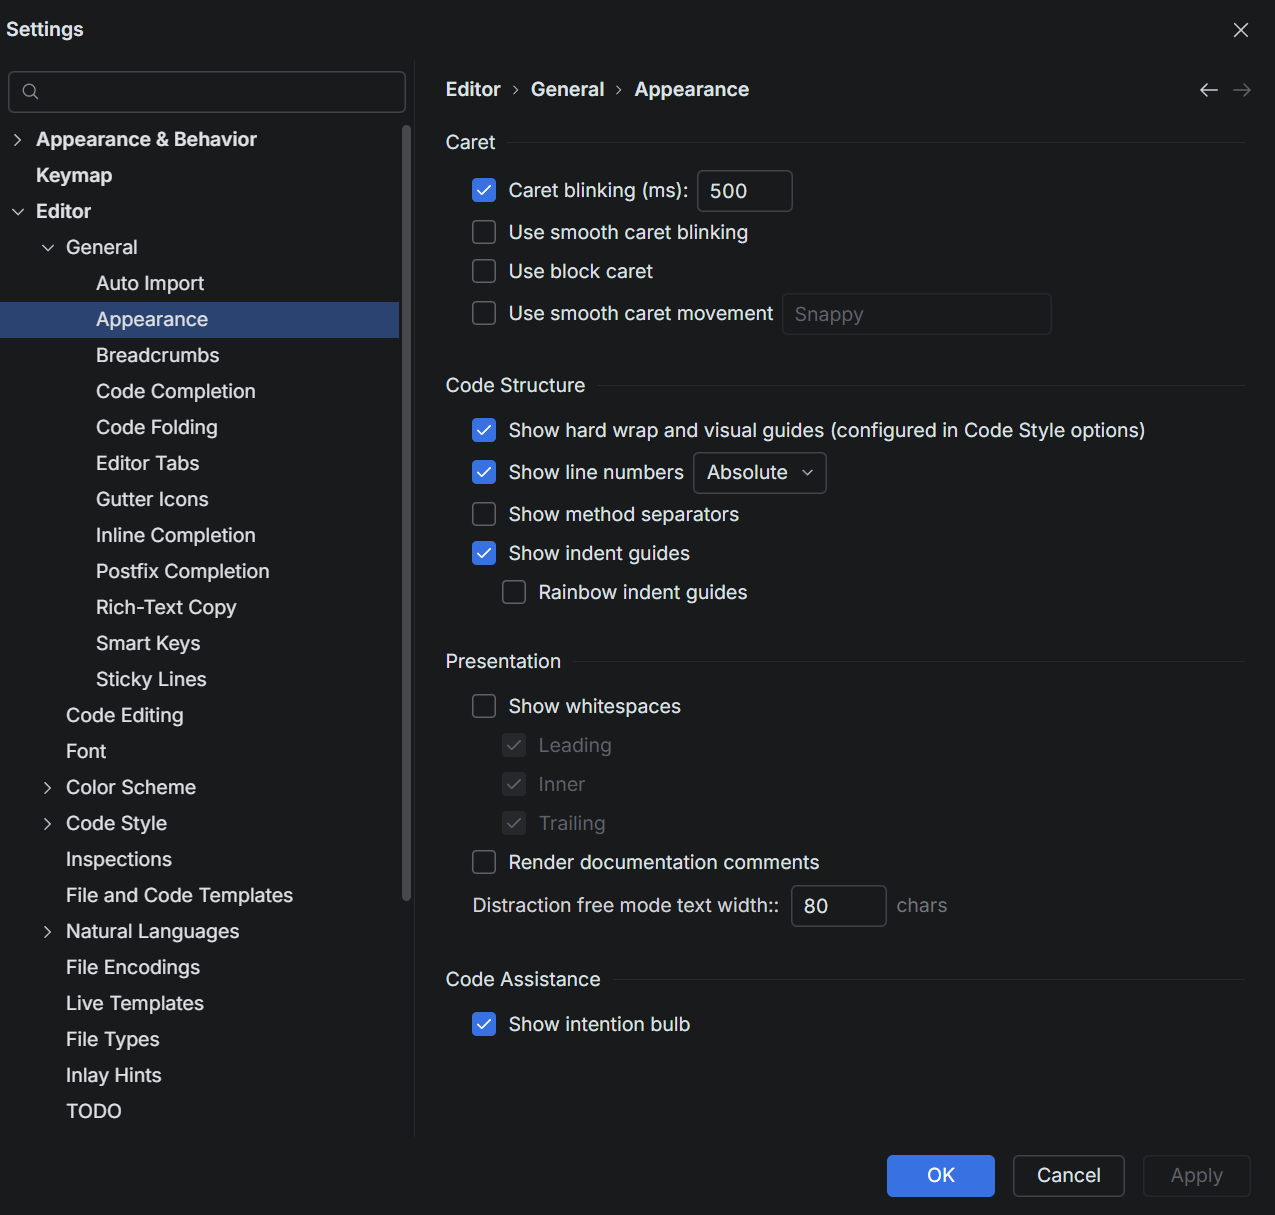 Settings
Appearance & Behavior
Keymap
Editor
General
Auto Import
Appearance
Breadcrumbs
Code Completion
Code Folding
Editor Tabs
Gutter Icons
Inline Completion
Postfix Completion
Rich-Text Copy
Smart Keys
Sticky Lines
Code Editing
Font
Color Scheme
Code Style
Inspections
File and Code Templates
Natural Languages
File Encodings
Live Templates
File Types
Inlay Hints
TODO
Editor › General › Appearance
Caret
Caret blinking (ms): 500
Use smooth caret blinking
Use block caret
Use smooth caret movement Snappy
Code Structure
Show hard wrap and visual guides (configured in Code Style options)
Show line numbers Absolute
Show method separators
Show indent guides
Rainbow indent guides
Presentation
Show whitespaces
Leading
Inner
Trailing
Render documentation comments
Distraction free mode text width:: 80 chars
Code Assistance
Show intention bulb
OK Cancel Apply